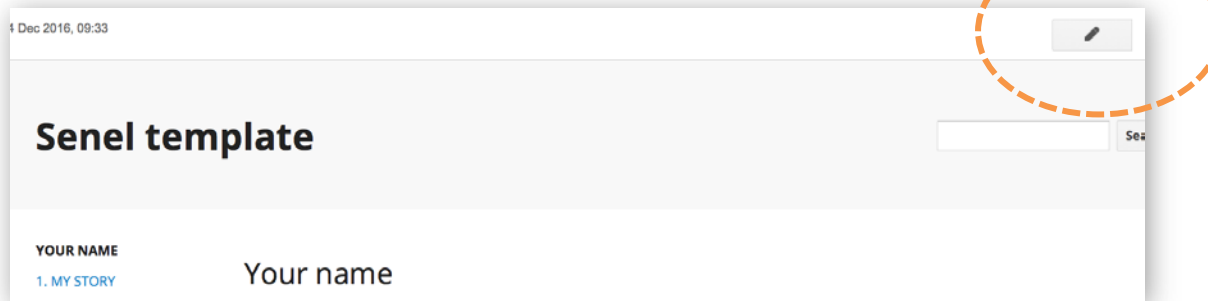 Dec 2016, 09:33
Senel template
YOUR NAME
Your name
1. MY STORY